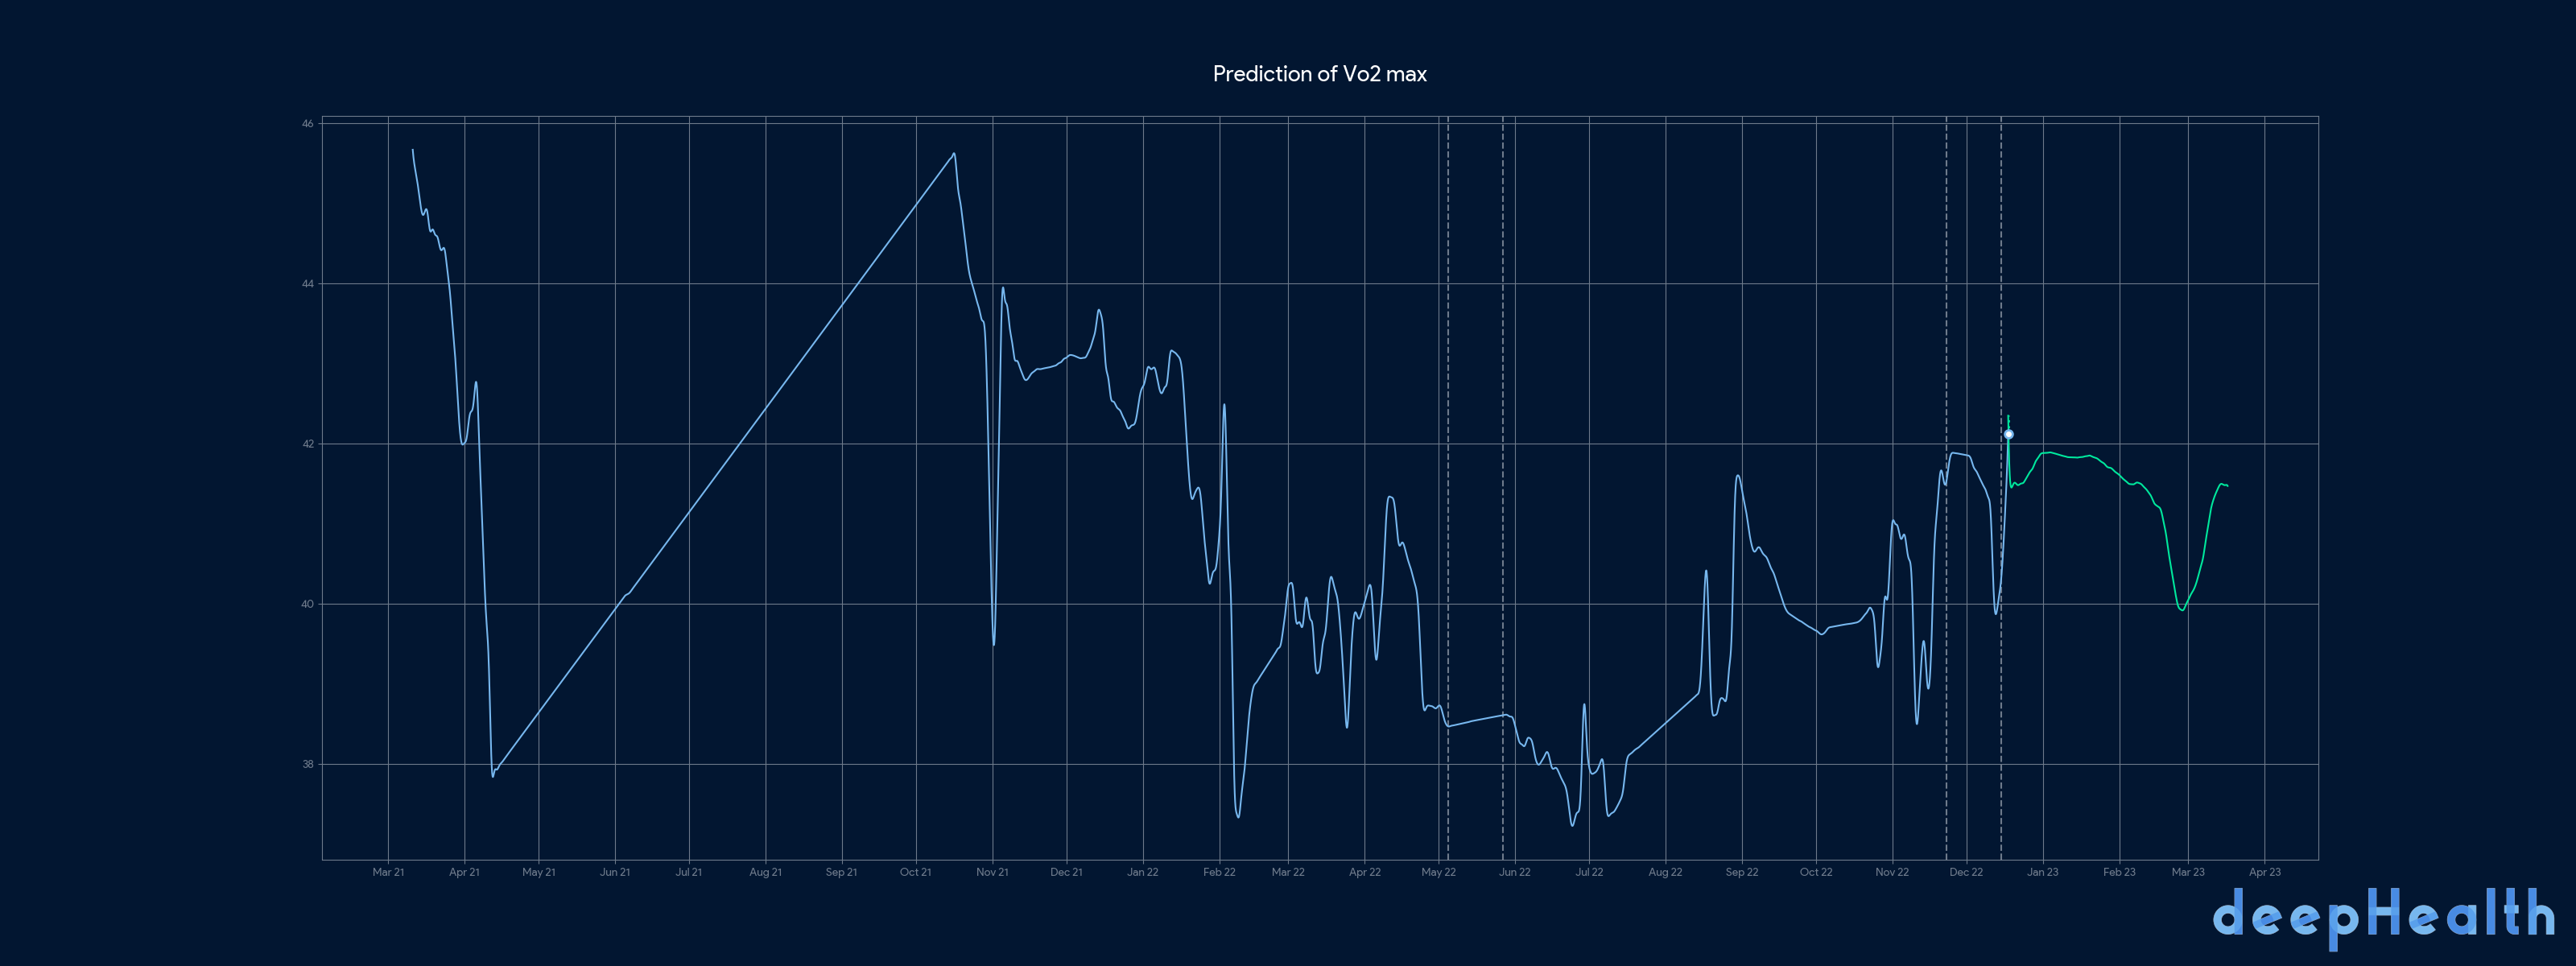 Prediction of Vo2 max
46
44
42
40
38
Mar 21 Apr 21 May 21 Jun 21 Jul 21 Aug 21 Sep 21 Oct 21 Nov 21 Dec 21 Jan 22 Feb 22 Mar 22 Apr 22 May 22 Jun 22 Jul 22 Aug 22 Sep 22 Oct 22 Nov 22 Dec 22 Jan 23 Feb 23 Mar 23 Apr 23
deepHealth